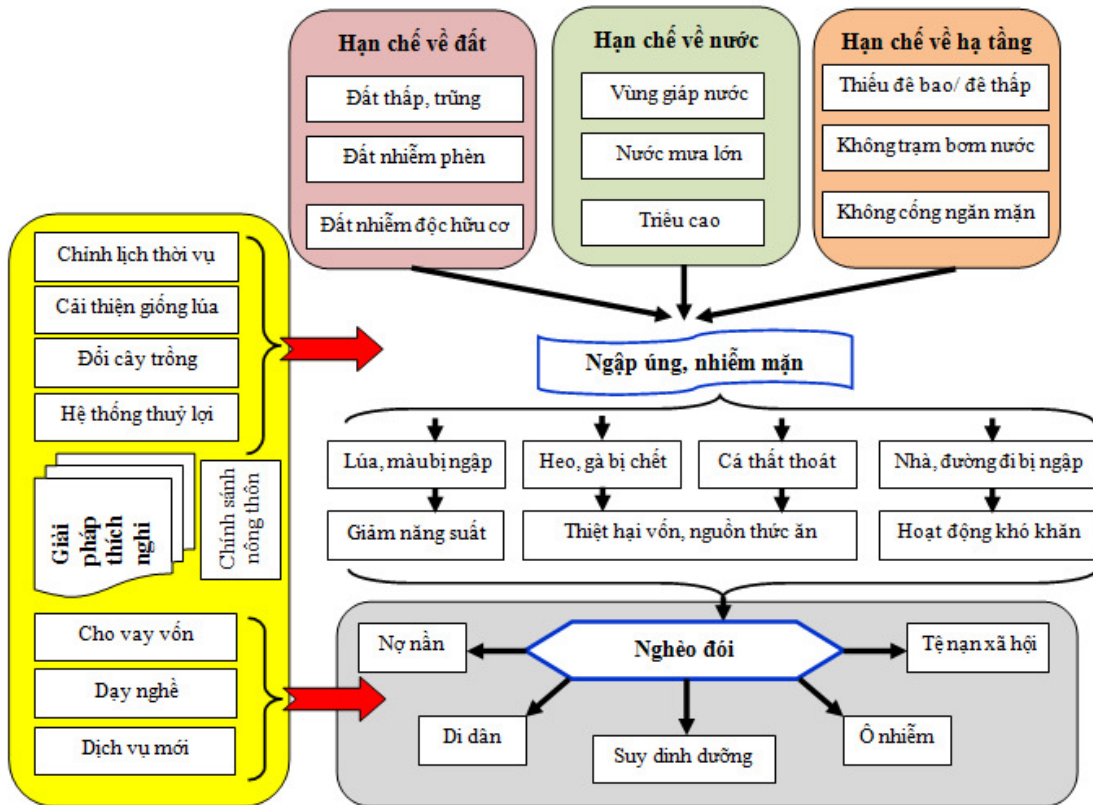 Hạn chế về đất
Đất thấp, trũng
Đất nhiễm phèn
Đất nhiễm độc hữu cơ
Hạn chế về nước
Vùng giáp nước
Nước mưa lớn
Triều cao
Hạn chế về hạ tầng
Thiếu đê bao/ đê thấp
Không trạm bơm nước
Không cống ngăn mặn
Chỉnh lịch thời vụ
Cải thiện giống lúa
Đổi cây trồng
Hệ thống thuỷ lợi
Giải
pháp
thích
nghi
Chính sánh
nông thôn
Cho vay vốn
Dạy nghề
Dịch vụ mới
Ngập úng, nhiễm mặn
Lúa, màu bị ngập
Heo, gà bị chết
Cá thất thoát
Nhà, đường đi bị ngập
Giảm năng suất
Thiệt hại vốn, nguồn thức ăn
Hoạt động khó khăn
Nợ nần
Nghèo đói
Tệ nạn xã hội
Di dân
Suy dinh dưỡng
Ô nhiễm